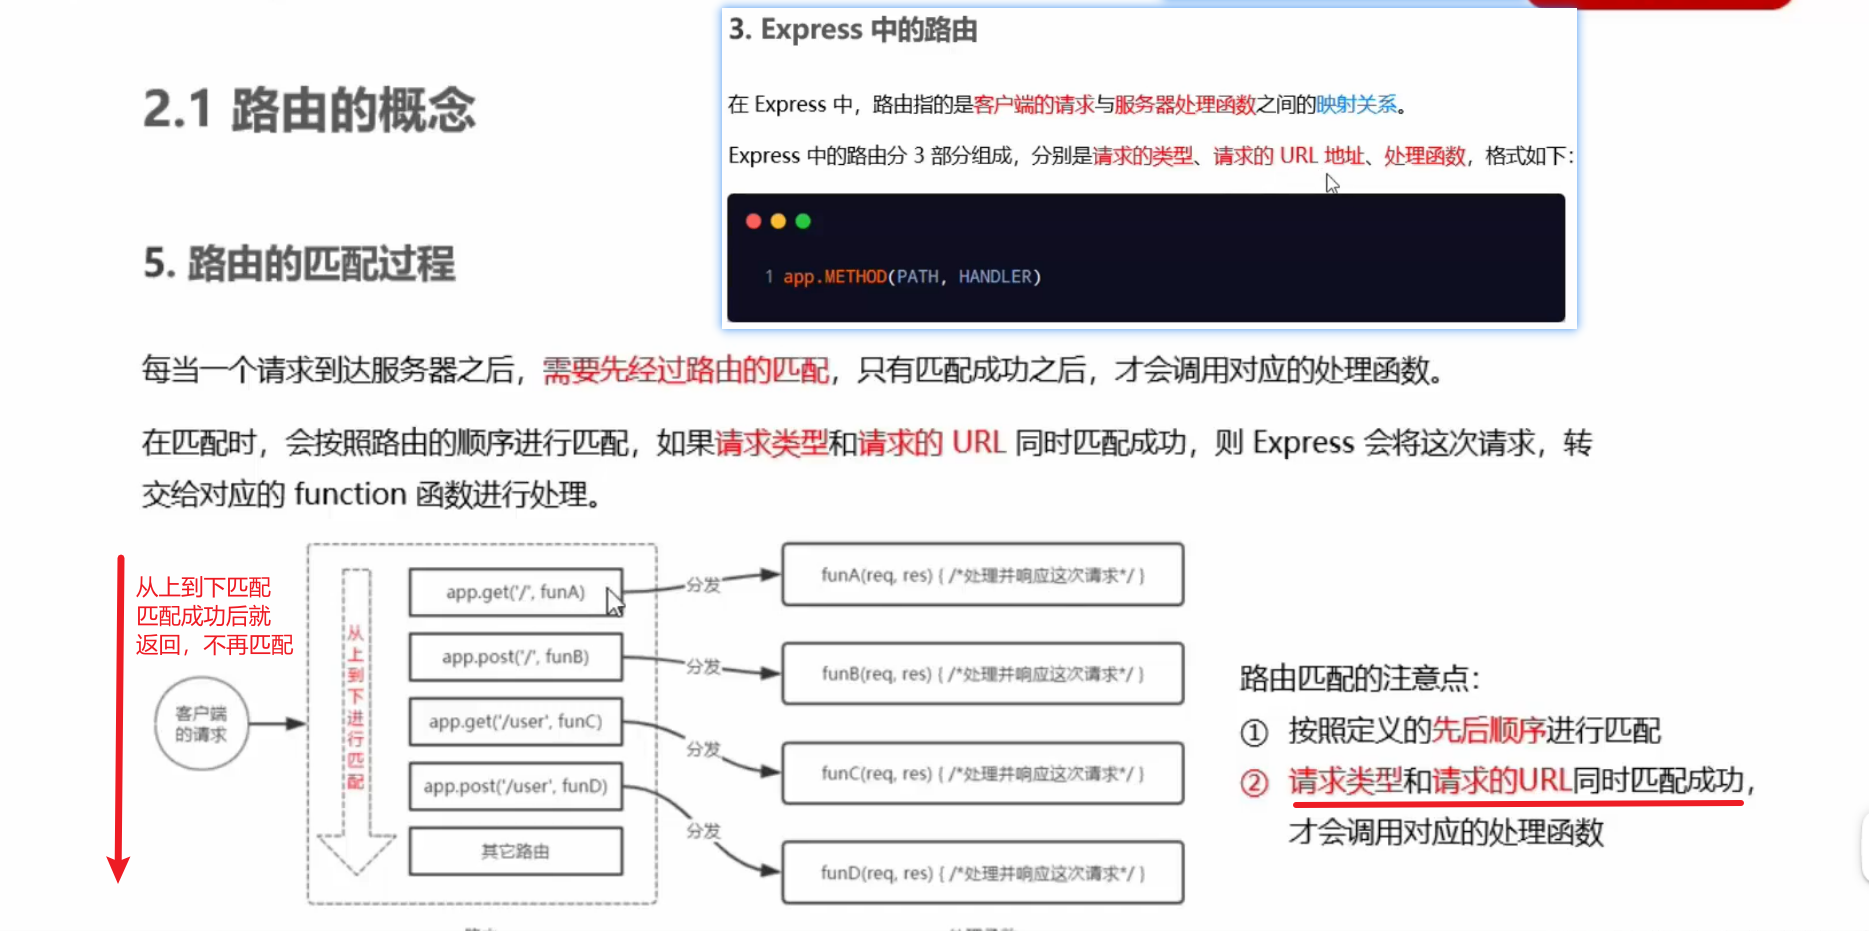 3. Express 中的路由
在 Express 中，路由指的是客户端的请求与服务器处理函数之间的映射关系。
Express 中的路由分 3 部分组成，分别是请求的类型、请求的 URL 地址、处理函数，格式如下：
1 app.METHOD(PATH, HANDLER)
2.1 路由的概念
5. 路由的匹配过程
每当一个请求到达服务器之后，需要先经过路由的匹配，只有匹配成功之后，才会调用对应的处理函数。
在匹配时，会按照路由的顺序进行匹配，如果请求类型和请求的 URL 同时匹配成功，则 Express 会将这次请求，转
交给对应的 function 函数进行处理。
从上到下匹配
匹配成功后就
返回，不再匹配
客户端
的请求
从上到下进行匹配
app.get('/', funA)
分发
funA(req, res) { /*处理并响应这次请求*/ }
app.post('/', funB)
分发
funB(req, res) { /*处理并响应这次请求*/ }
app.get('/user', funC)
分发
funC(req, res) { /*处理并响应这次请求*/ }
app.post('/user', funD)
分发
funD(req, res) { /*处理并响应这次请求*/ }
其它路由
路由匹配的注意点：
① 按照定义的先后顺序进行匹配
② 请求类型和请求的URL同时匹配成功，
才会调用对应的处理函数